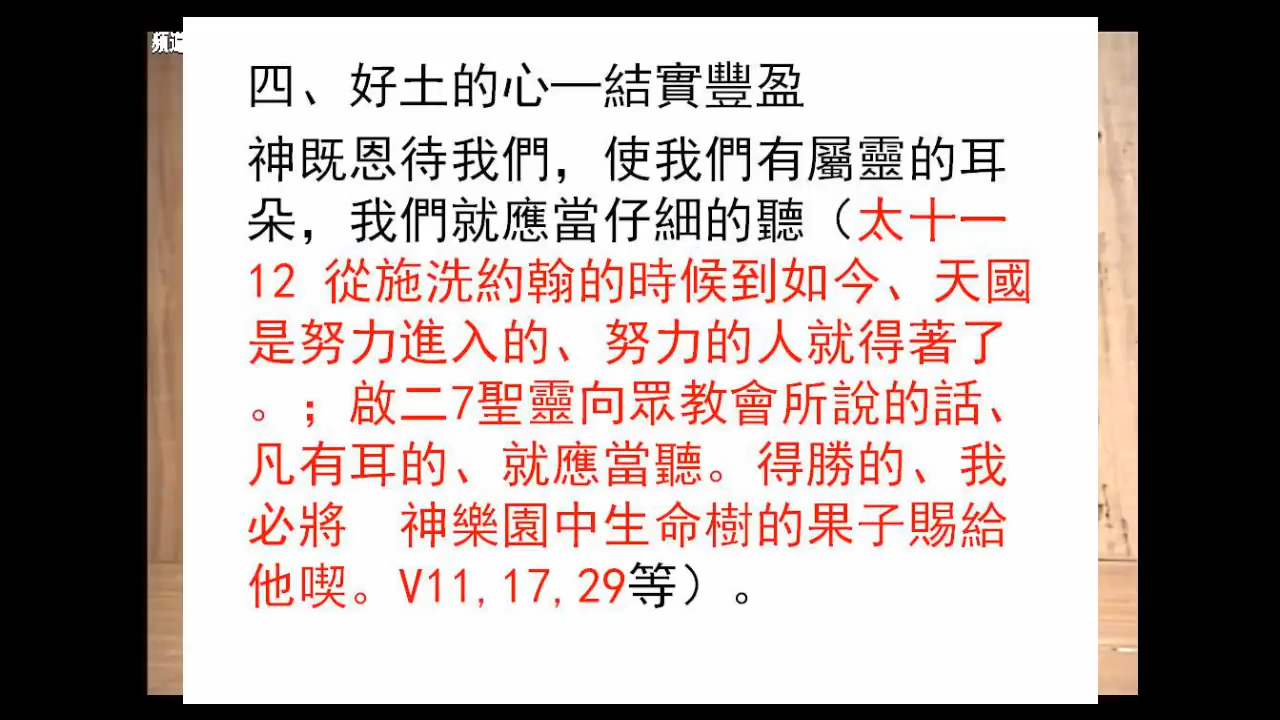 頻道
四、好土的心—結實豐盈
神既恩待我們，使我們有屬靈的耳
朵，我們就應當仔細的聽（太十一
12 從施洗約翰的時候到如今、天國
是努力進入的、努力的人就得著了
。；啟二7聖靈向眾教會所說的話、
凡有耳的、就應當聽。得勝的、我
必將　神樂園中生命樹的果子賜給
他喫。V11,17,29等）。